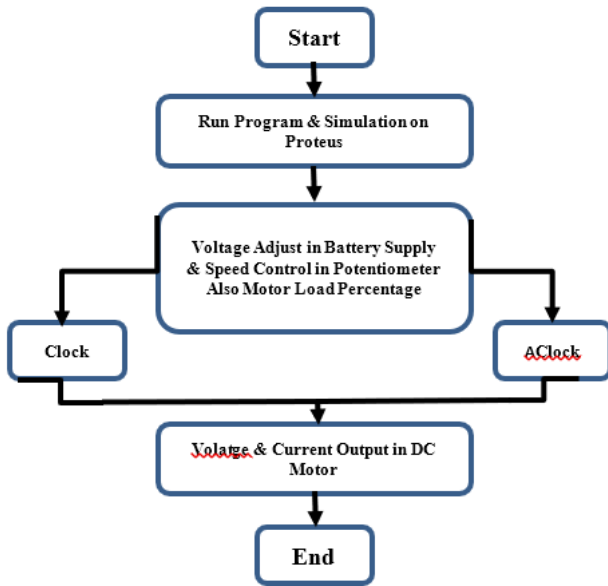 Start
Run Program & Simulation on
Proteus
Voltage Adjust in Battery Supply
& Speed Control in Potentiometer
Also Motor Load Percentage
Clock
AClock
Volatge & Current Output in DC
Motor
End